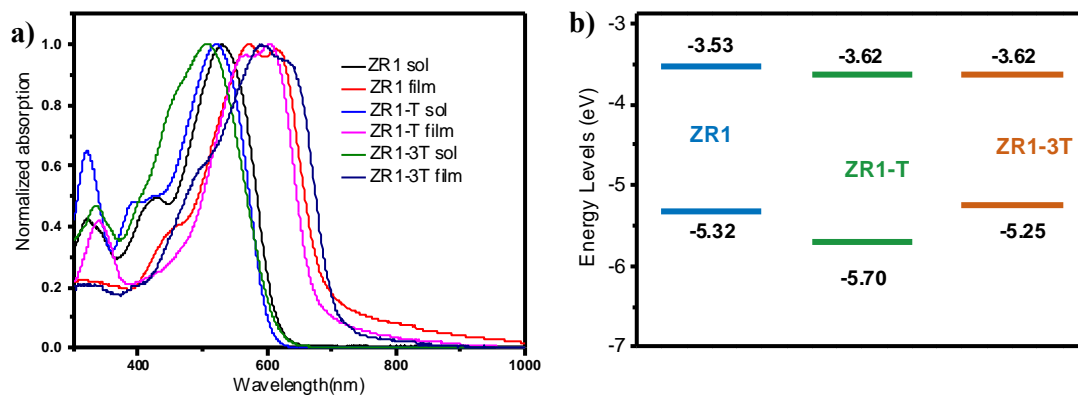 a)
Normalized absorption
1.0
0.8
0.6
0.4
0.2
0.0
400
600
800
1000
Wavelength(nm)
ZR1 sol
ZR1 film
ZR1-T sol
ZR1-T film
ZR1-3T sol
ZR1-3T film
b)
Energy Levels (eV)
-3
-4
-5
-6
-7
-3.53
ZR1
-5.32
-3.62
ZR1-T
-5.70
-3.62
ZR1-3T
-5.25